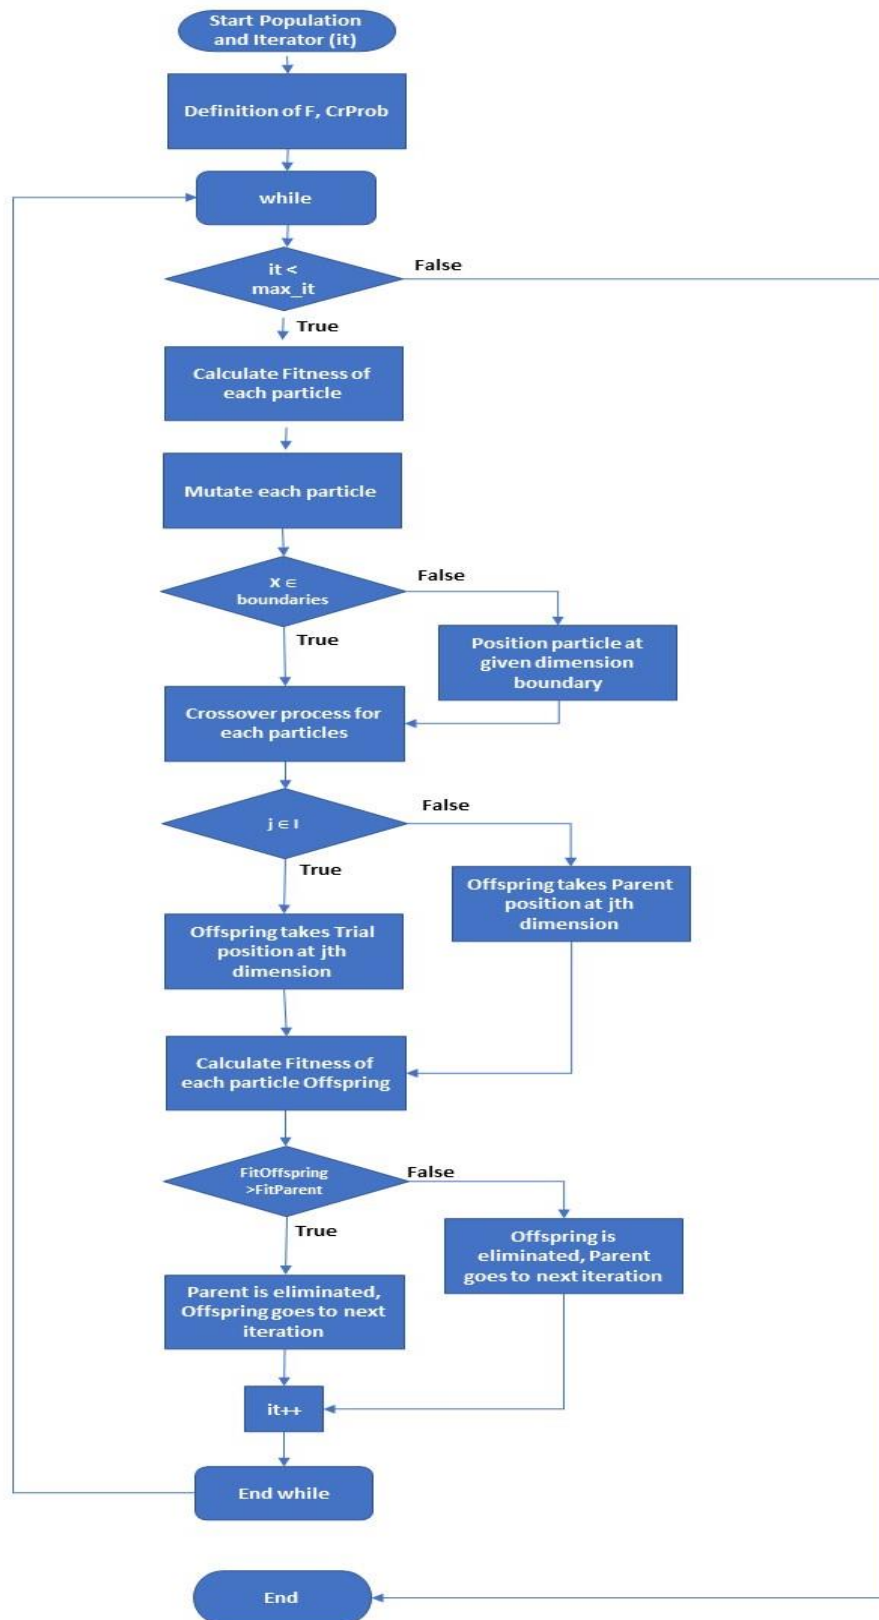 Start Population
and Iterator (it)
Definition of F, CrProb
while
it <
max_it
False
True
Calculate Fitness of
each particle
Mutate each particle
X ∈
boundaries
False
True
Position particle at
given dimension
boundary
Crossover process for
each particles
j ∈ I
False
True
Offspring takes Parent
position at jth
dimension
Offspring takes Trial
position at jth
dimension
Calculate Fitness of
each particle Offspring
FitOffspring
>FitParent
False
True
Offspring is
eliminated, Parent
goes to next iteration
Parent is eliminated,
Offspring goes to next
iteration
it++
End while
End